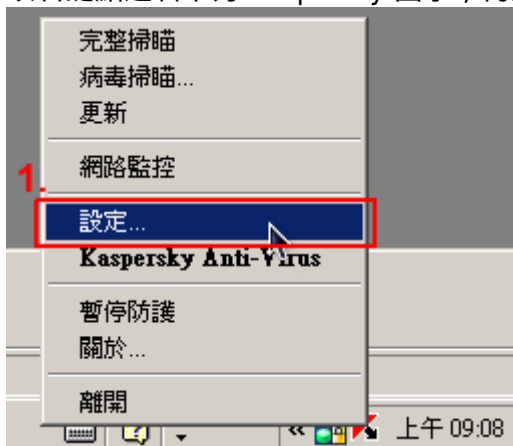 完整掃瞄
病毒掃瞄...
更新
網路監控
1.
設定...
Kaspersky Anti-Virus
暫停防護
關於...
離開
« 上午 09:08